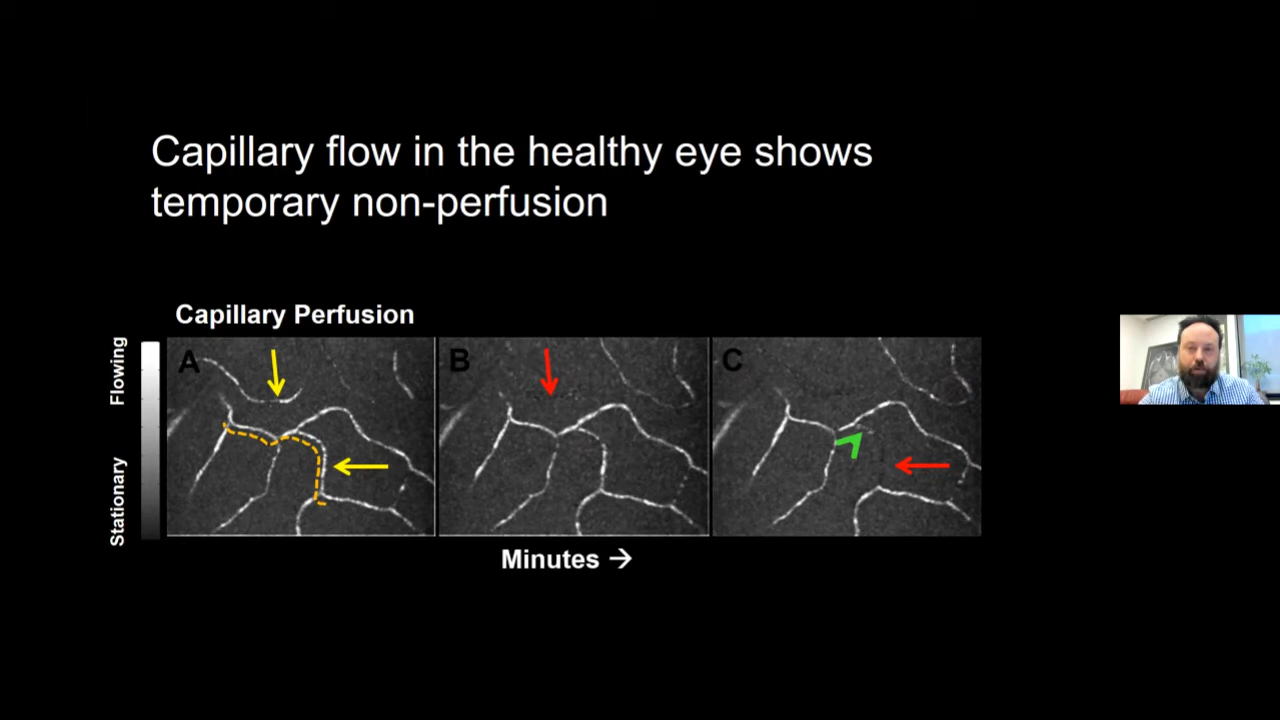 Capillary flow in the healthy eye shows
temporary non-perfusion
Capillary Perfusion
Flowing
Stationary
A
B
C
Minutes →